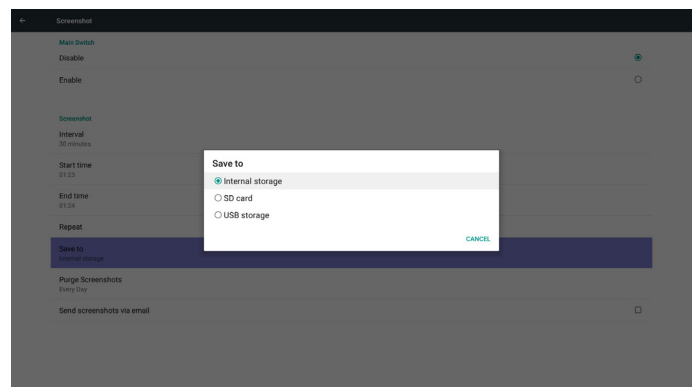 Screenshot
Main Switch
Disable
Enable
Screenshot
Interval
30 minutes
Start time
01:23
End time
01:24
Repeat
Save to
Internal storage
Purge Screenshots
Every Day
Send screenshots via email
Save to
Internal storage
SD card
USB storage
CANCEL